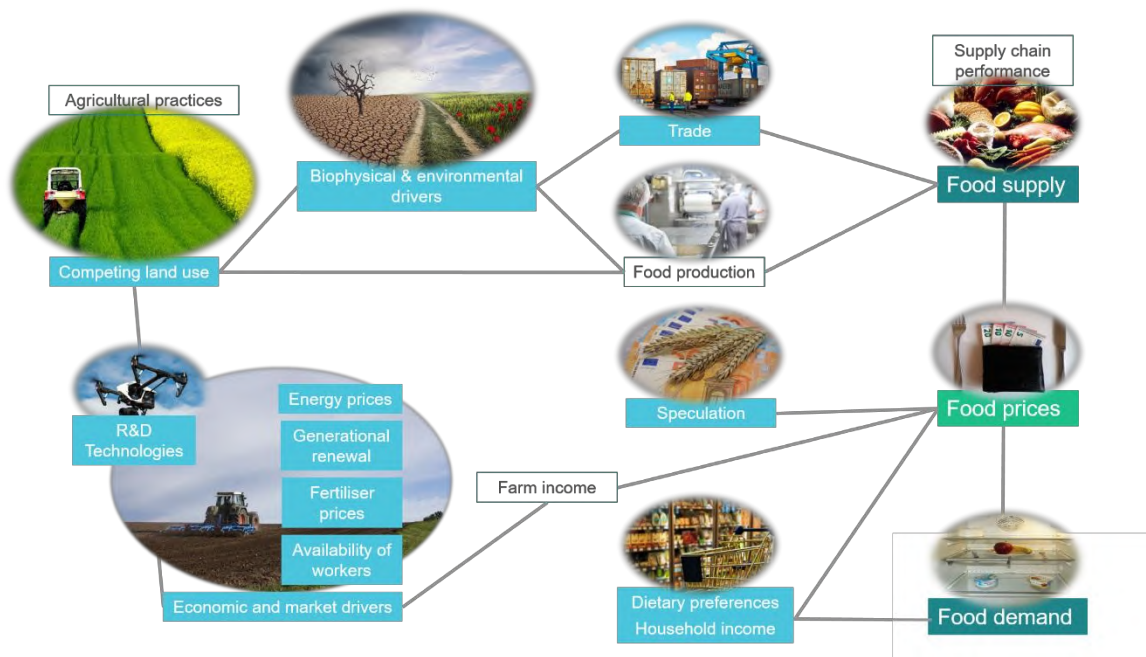 Agricultural practices
Competing land use
Biophysical & environmental
drivers
Trade
Food production
Supply chain
performance
Food supply
R&D
Technologies
Energy prices
Generational
renewal
Fertiliser
prices
Availability of
workers
Economic and market drivers
Farm income
Speculation
Food prices
Dietary preferences
Household income
Food demand